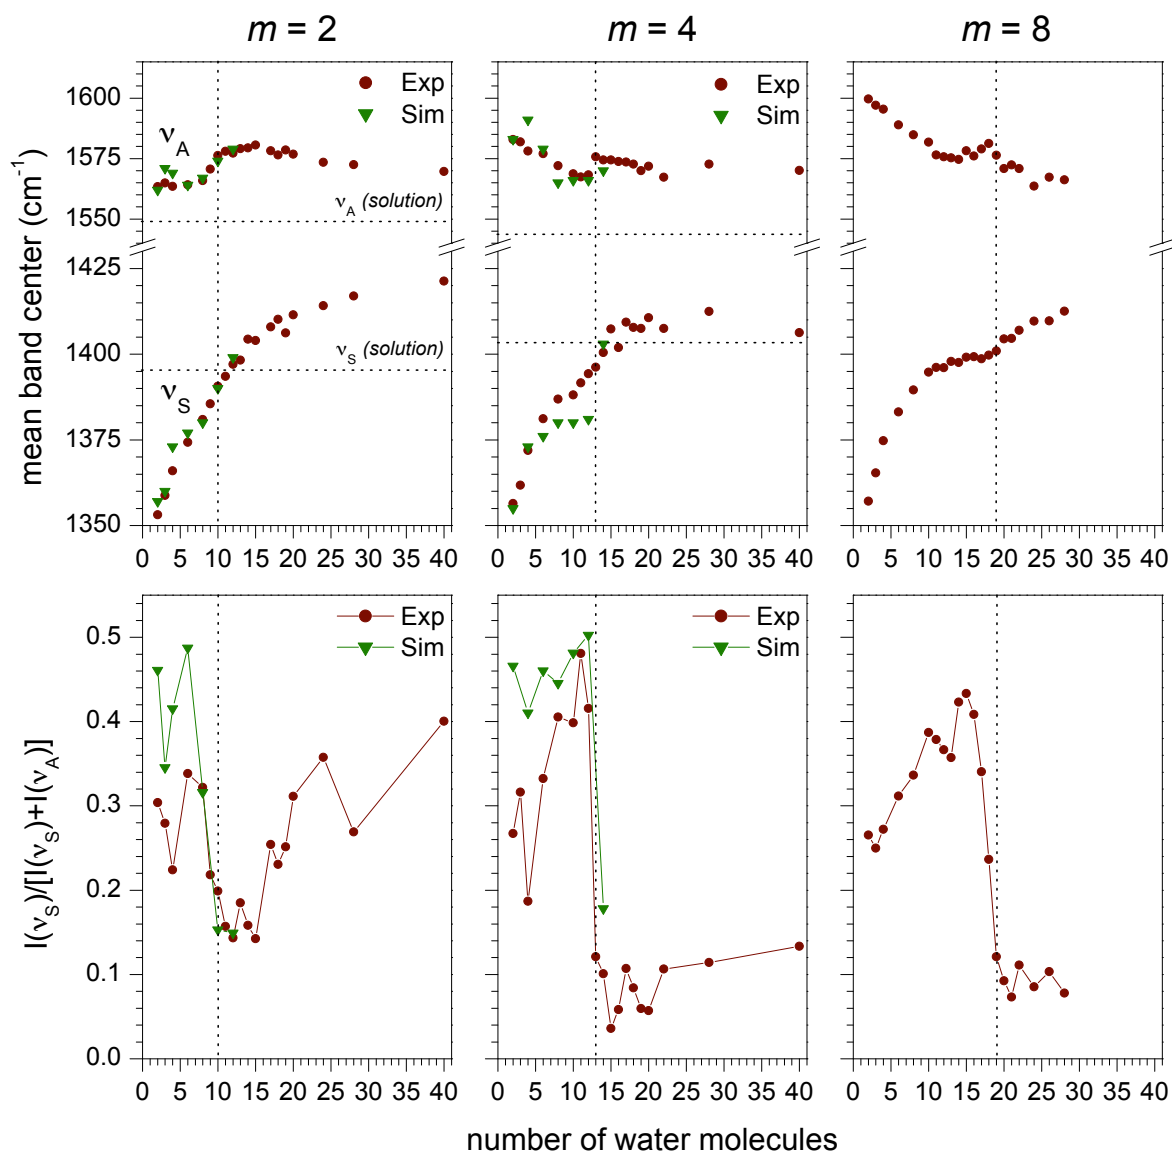 m = 2
m = 4
m = 8
mean band center (cm⁻¹)
1600
1575
1550
1425
1400
1375
1350
Exp
Sim
νA
νA (solution)
νS (solution)
νS
0 5 10 15 20 25 30 35 40
Exp
Sim
0 5 10 15 20 25 30 35 40
0 5 10 15 20 25 30 35 40
I(νS)/[I(νS)+I(νA)]
0.5
0.4
0.3
0.2
0.1
0.0
Exp
Sim
0 5 10 15 20 25 30 35 40
Exp
Sim
0 5 10 15 20 25 30 35 40
0 5 10 15 20 25 30 35 40
number of water molecules